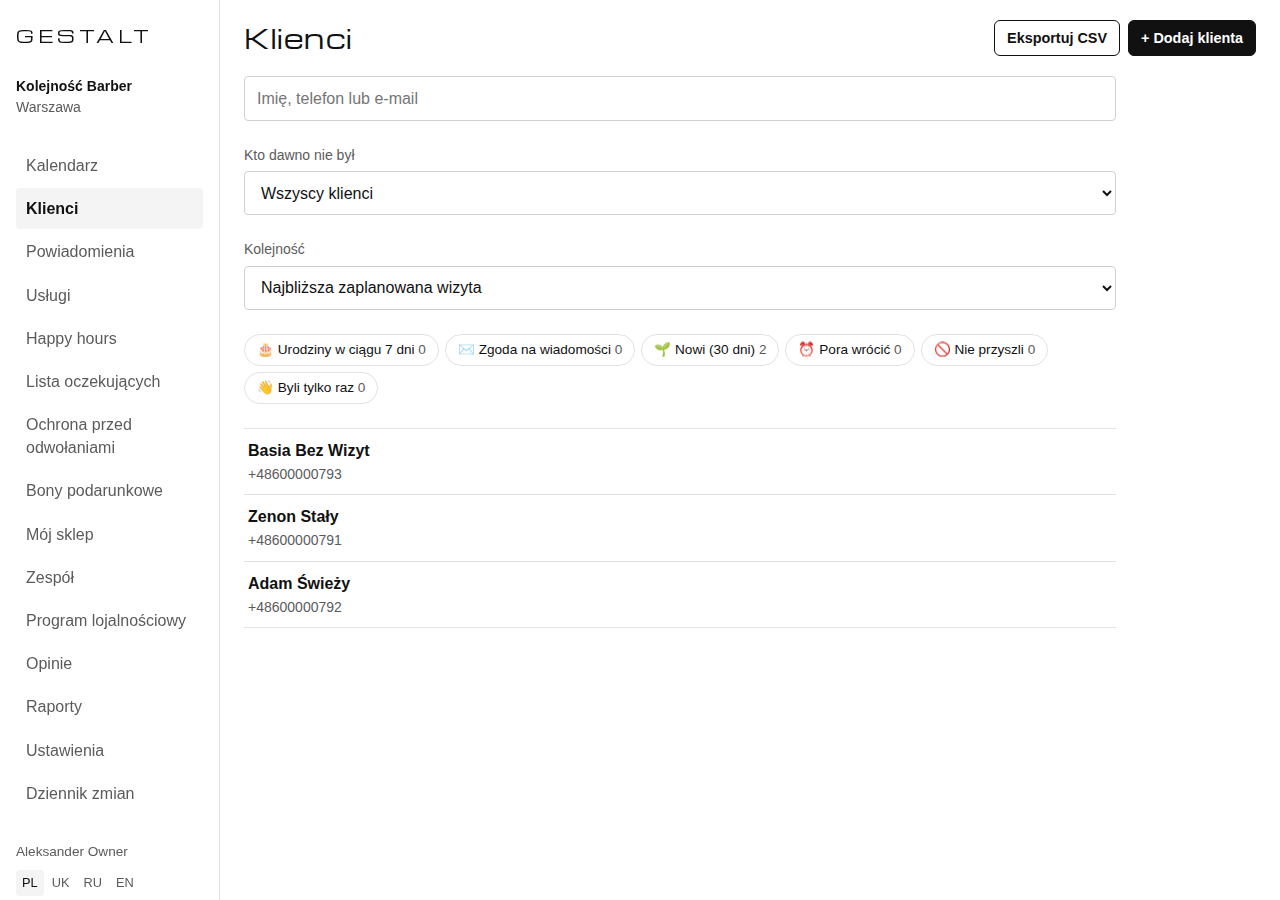 GESTALT
Kolejność Barber
Warszawa
Kalendarz
Klienci
Powiadomienia
Usługi
Happy hours
Lista oczekujących
Ochrona przed
odwołaniami
Bony podarunkowe
Mój sklep
Zespół
Program lojalnościowy
Opinie
Raporty
Ustawienia
Dziennik zmian
Aleksander Owner
PL UK RU EN
Klienci
Eksportuj CSV
+ Dodaj klienta
Imię, telefon lub e-mail
Kto dawno nie był
Wszyscy klienci
Kolejność
Najbliższa zaplanowana wizyta
🎂 Urodziny w ciągu 7 dni 0
✉️ Zgoda na wiadomości 0
🌱 Nowi (30 dni) 2
⏰ Pora wrócić 0
🚫 Nie przyszli 0
👋 Byli tylko raz 0
Basia Bez Wizyt
+48600000793
Zenon Stały
+48600000791
Adam Świeży
+48600000792